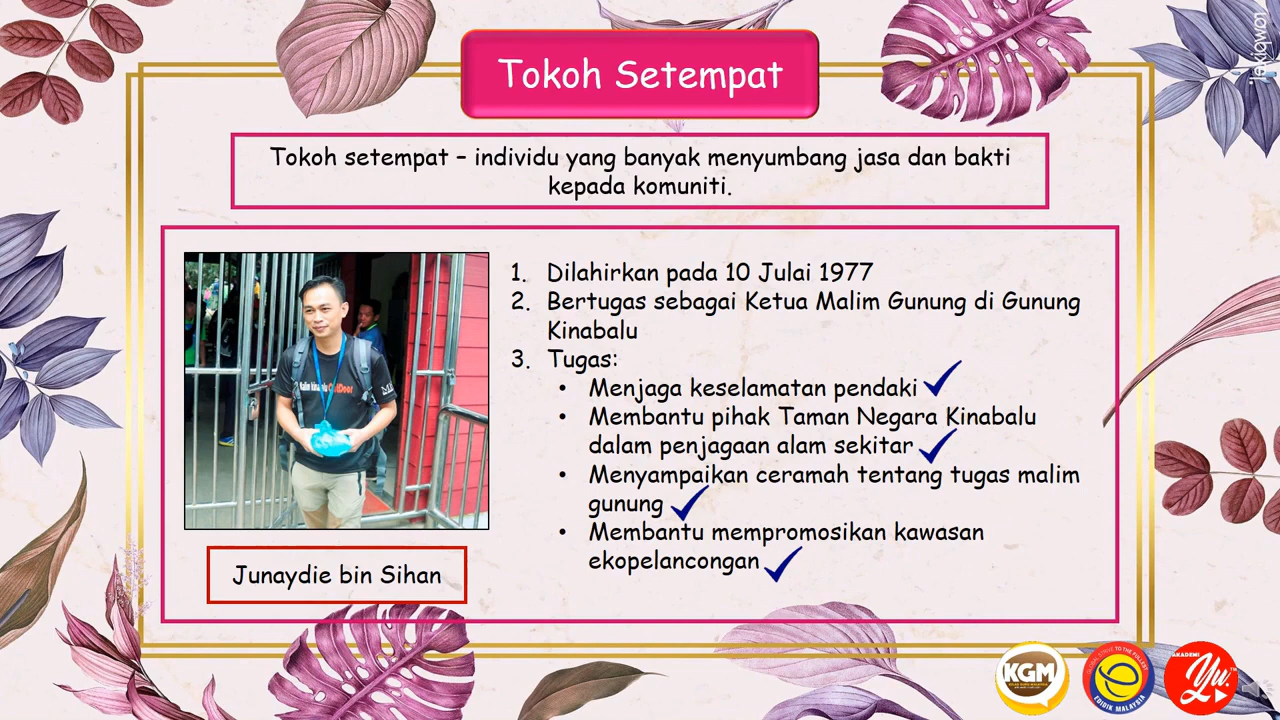 Tokoh Setempat
Tokoh setempat – individu yang banyak menyumbang jasa dan bakti
kepada komuniti.
1. Dilahirkan pada 10 Julai 1977
2. Bertugas sebagai Ketua Malim Gunung di Gunung
Kinabalu
3. Tugas:
• Menjaga keselamatan pendaki
• Membantu pihak Taman Negara Kinabalu
dalam penjagaan alam sekitar
• Menyampaikan ceramah tentang tugas malim
gunung
• Membantu mempromosikan kawasan
ekopelancongan
Junaydie bin Sihan
KGM
EDIDIK MALAYSIA
AKADEMI
Yu